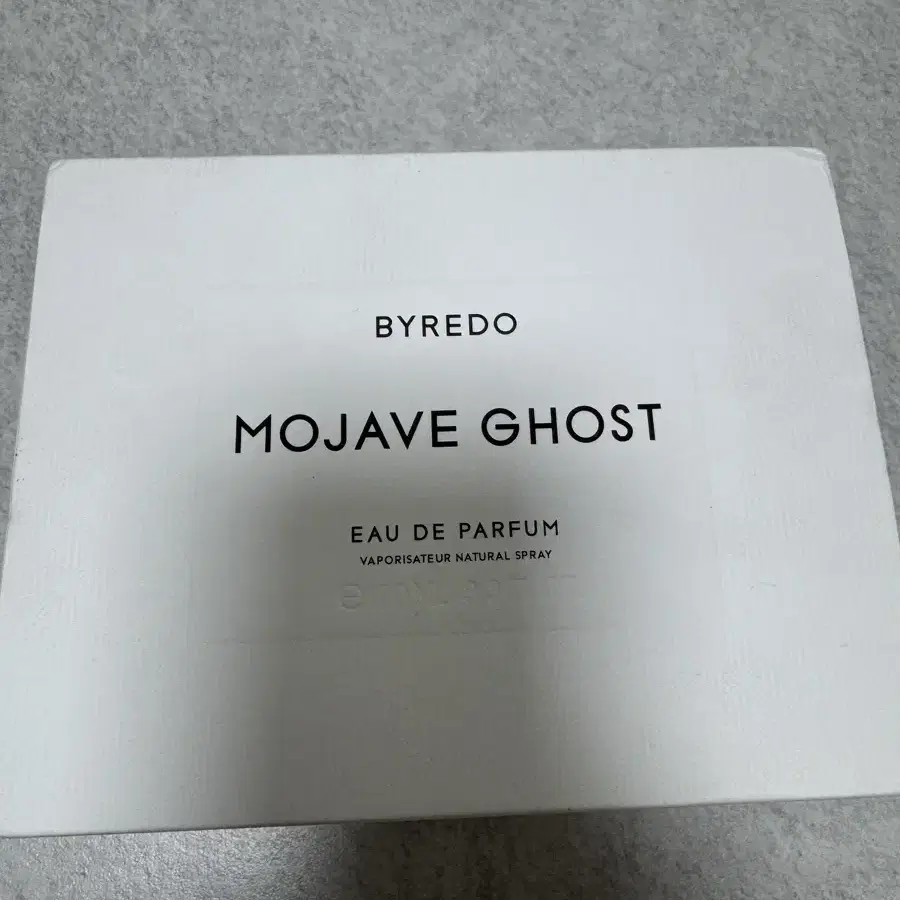 BYREDO
MOJAVE GHOST
EAU DE PARFUM
VAPORISATEUR NATURAL SPRAY